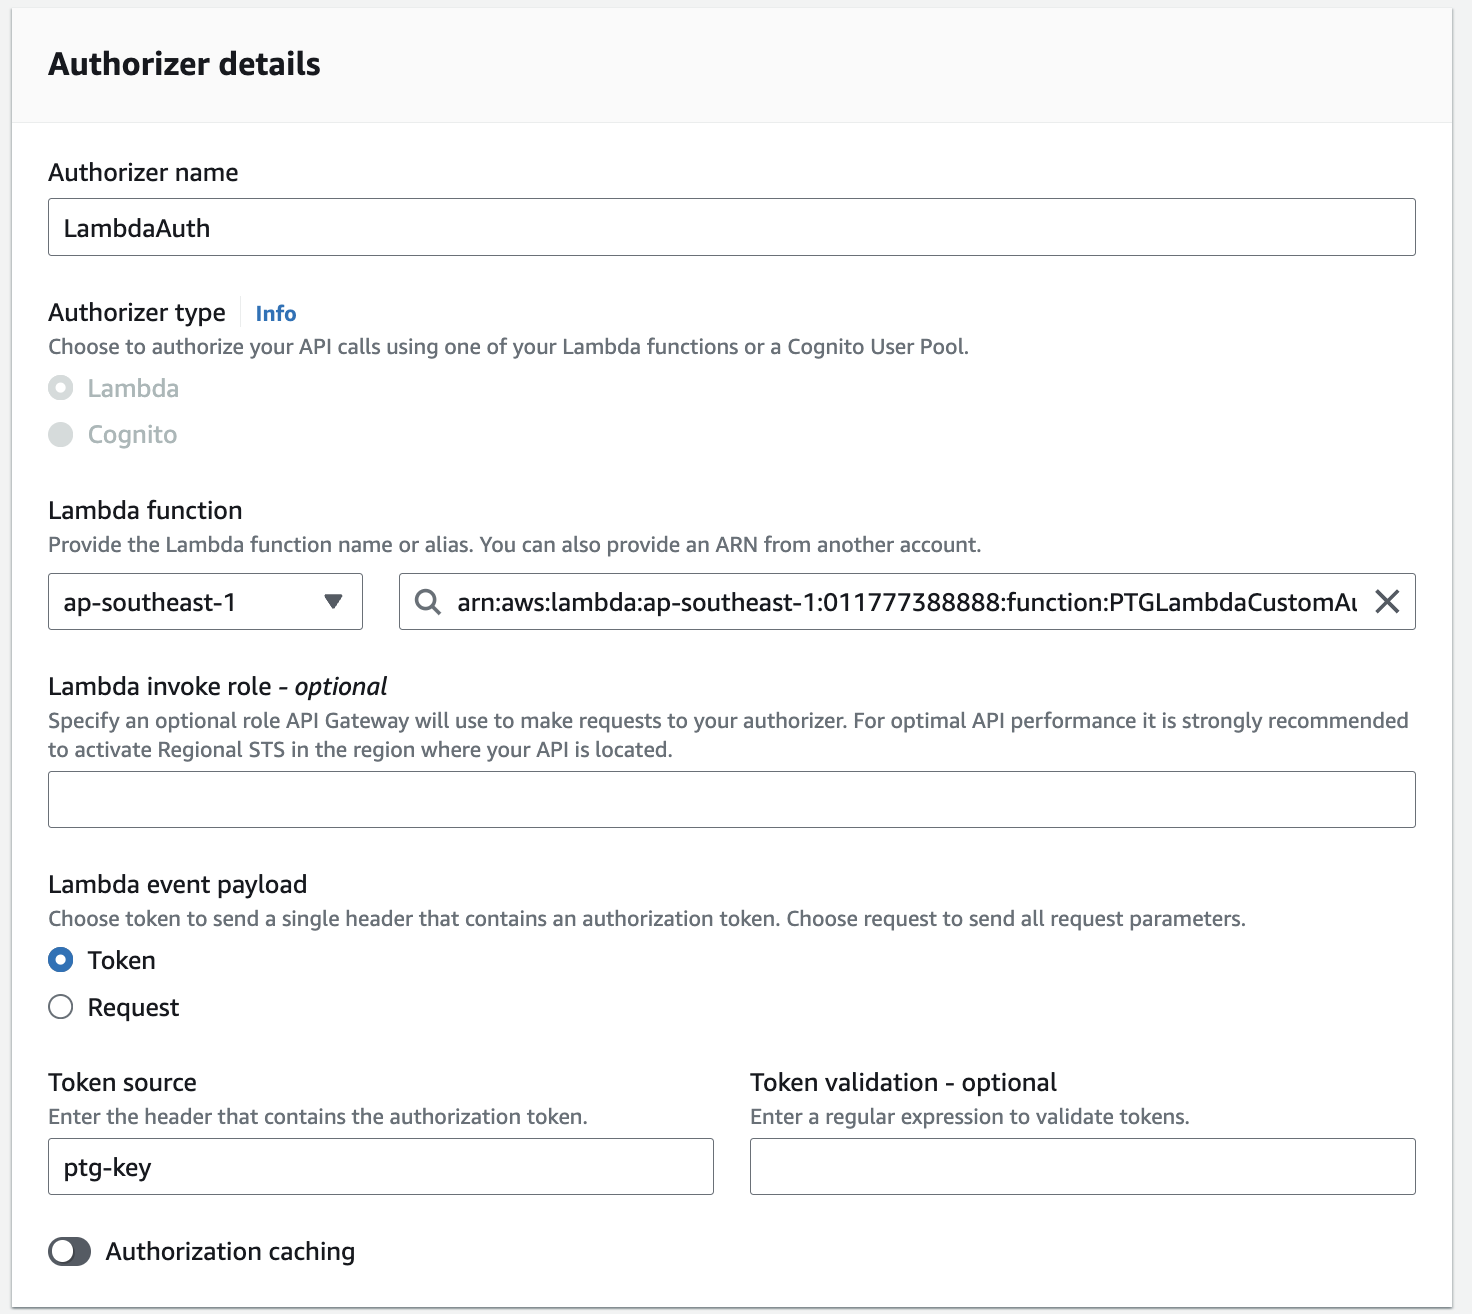 Authorizer details
Authorizer name
LambdaAuth
Authorizer type Info
Choose to authorize your API calls using one of your Lambda functions or a Cognito User Pool.
Lambda
Cognito
Lambda function
Provide the Lambda function name or alias. You can also provide an ARN from another account.
ap-southeast-1 arn:aws:lambda:ap-southeast-1:011777388888:function:PTGLambdaCustomAu
Lambda invoke role - optional
Specify an optional role API Gateway will use to make requests to your authorizer. For optimal API performance it is strongly recommended
to activate Regional STS in the region where your API is located.
Lambda event payload
Choose token to send a single header that contains an authorization token. Choose request to send all request parameters.
Token
Request
Token source
Enter the header that contains the authorization token.
ptg-key
Token validation - optional
Enter a regular expression to validate tokens.
Authorization caching